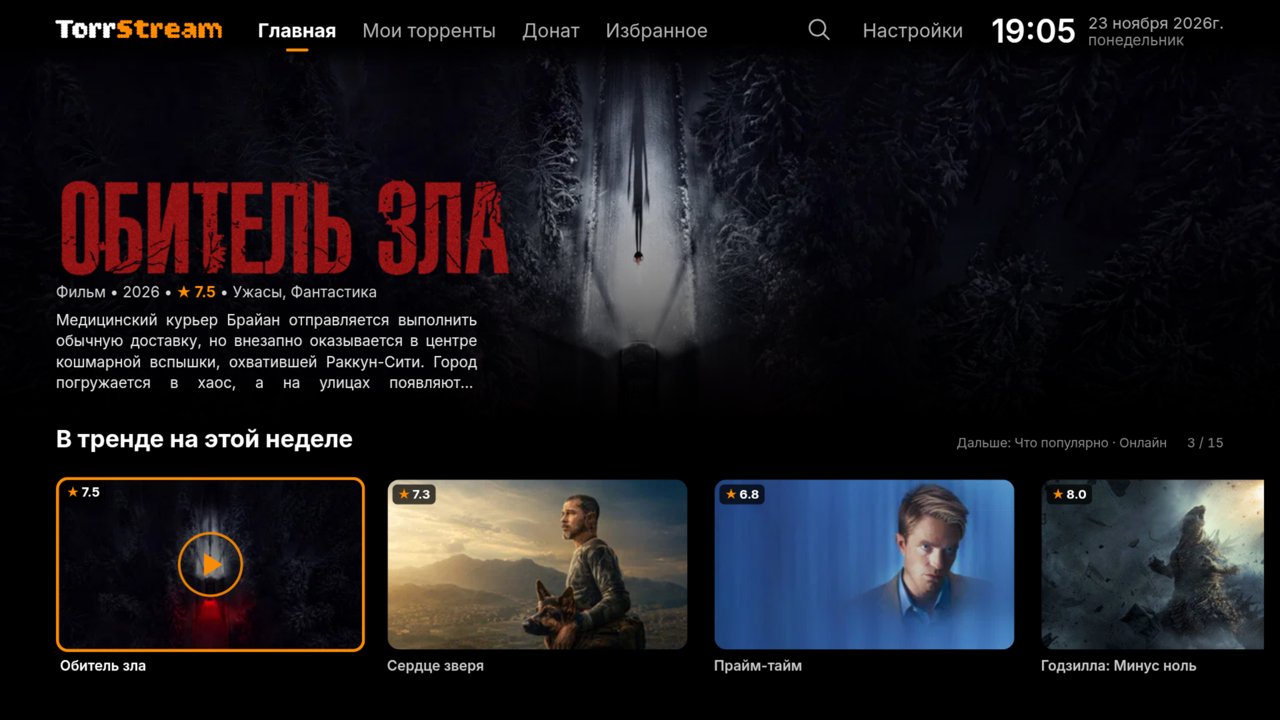 TorrStream
Главная Мои торренты Донат Избранное Настройки 19:05 23 ноября 2026г.
понедельник
ОБИТЕЛЬ ЗЛА
Фильм • 2026 • ★ 7.5 • Ужасы, Фантастика
Медицинский курьер Брайан отправляется выполнить
обычную доставку, но внезапно оказывается в центре
кошмарной вспышки, охватившей Раккун-Сити. Город
погружается в хаос, а на улицах появляют...
В тренде на этой неделе
Дальше: Что популярно · Онлайн 3 / 15
★ 7.5 ★ 7.3 ★ 6.8 ★ 8.0
Обитель зла Сердце зверя Прайм-тайм Годзилла: Минус ноль